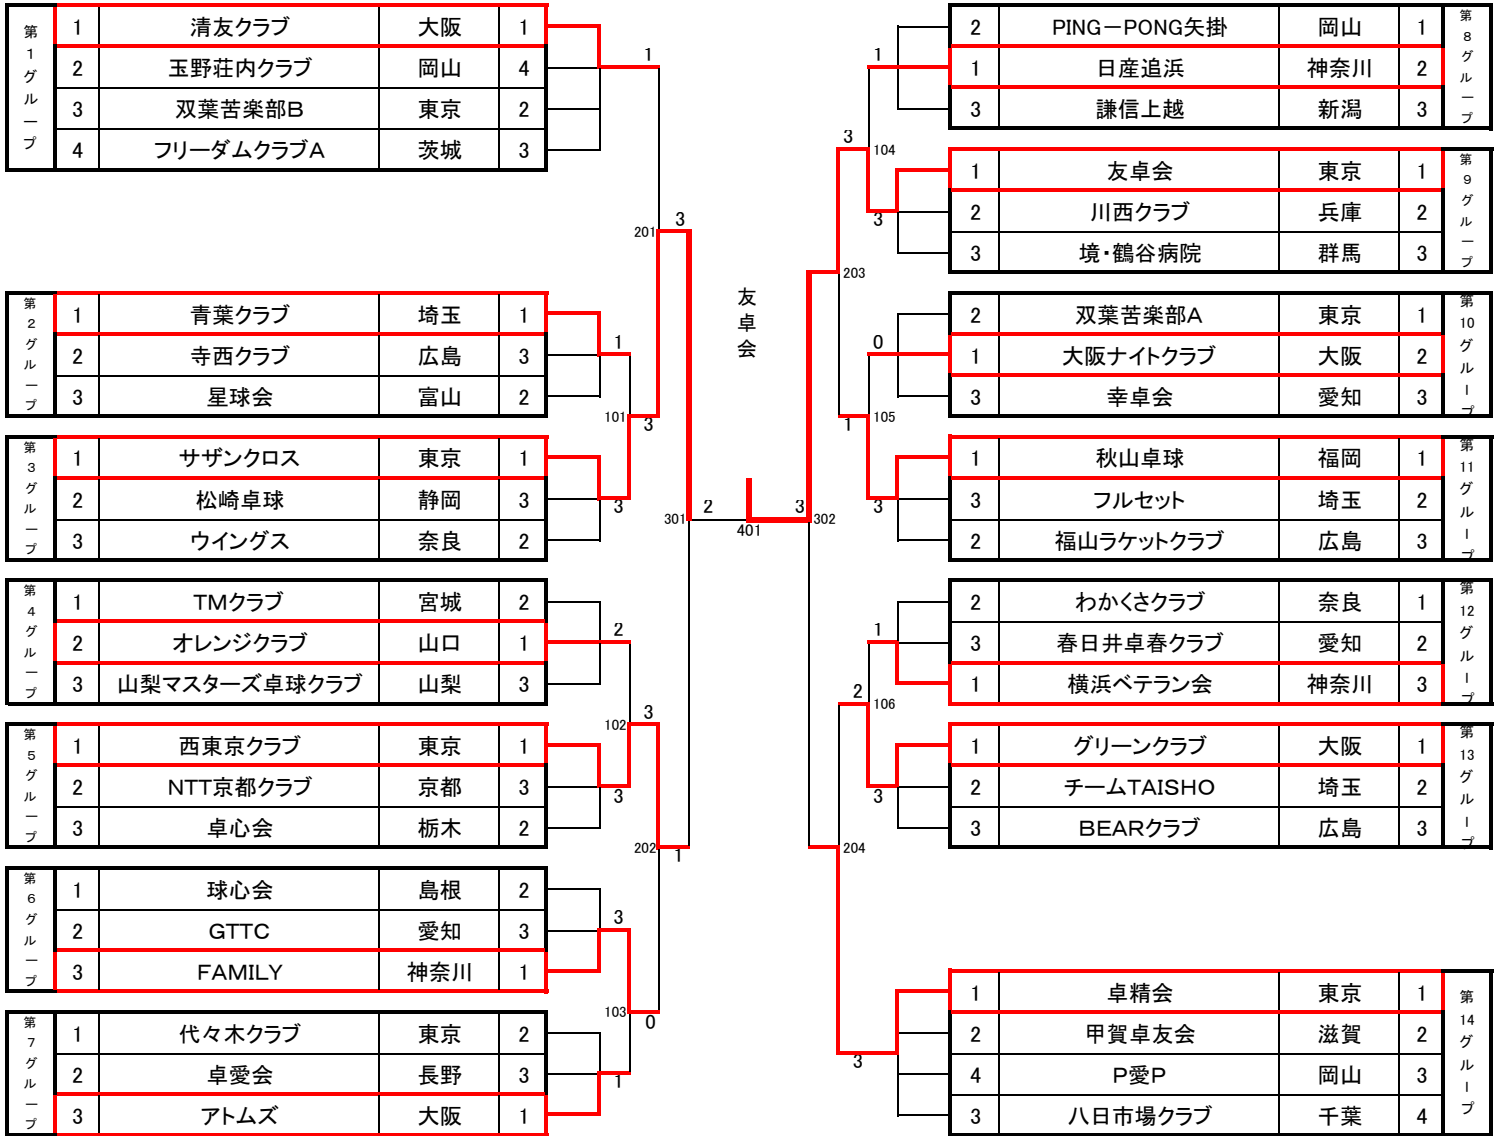 第1グループ
1 清友クラブ 大阪 1
2 玉野荘内クラブ 岡山 4
3 双葉苦楽部B 東京 2
4 フリーダムクラブA 茨城 3
第2グループ
1 青葉クラブ 埼玉 1
2 寺西クラブ 広島 3
3 星球会 富山 2
第3グループ
1 サザンクロス 東京 1
2 松崎卓球 静岡 3
3 ウイングス 奈良 2
第4グループ
1 TMクラブ 宮城 2
2 オレンジクラブ 山口 1
3 山梨マスターズ卓球クラブ 山梨 3
第5グループ
1 西東京クラブ 東京 1
2 NTT京都クラブ 京都 3
3 卓心会 栃木 2
第6グループ
1 球心会 島根 2
2 GTTC 愛知 3
3 FAMILY 神奈川 1
第7グループ
1 代々木クラブ 東京 2
2 卓愛会 長野 3
3 アトムズ 大阪 1
1
201
3
1
101
3
3
2
102
3
3
202
1
3
103
0
1
301
2
401
友卓会
3
302
1
3
104
3
203
0
1
105
3
1
2
106
3
204
3
2 PING-PONG矢掛 岡山 1
1 日産追浜 神奈川 2
3 謙信上越 新潟 3
第8グループ
1 友卓会 東京 1
2 川西クラブ 兵庫 2
3 境・鶴谷病院 群馬 3
第9グループ
2 双葉苦楽部A 東京 1
1 大阪ナイトクラブ 大阪 2
3 幸卓会 愛知 3
第10グループ
1 秋山卓球 福岡 1
3 フルセット 埼玉 2
2 福山ラケットクラブ 広島 3
第11グループ
2 わかくさクラブ 奈良 1
3 春日井卓春クラブ 愛知 2
1 横浜ベテラン会 神奈川 3
第12グループ
1 グリーンクラブ 大阪 1
2 チームTAISHO 埼玉 2
3 BEARクラブ 広島 3
第13グループ
1 卓精会 東京 1
2 甲賀卓友会 滋賀 2
4 P愛P 岡山 3
3 八日市場クラブ 千葉 4
第14グループ